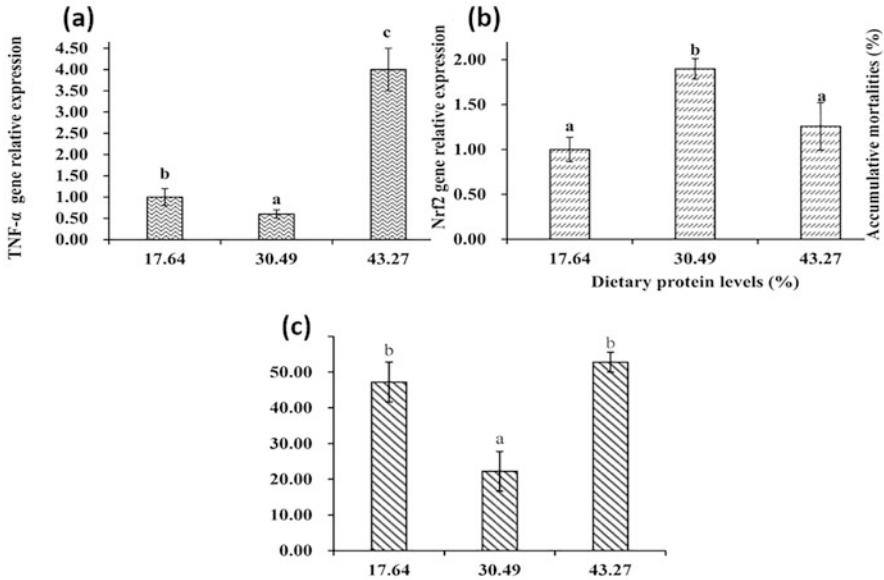 (a)
TNF-α gene relative expression
4.50
4.00
3.50
3.00
2.50
2.00
1.50
1.00
0.50
0.00
b
a
c
17.64 30.49 43.27
(b)
Nrf2 gene relative expression
2.00
1.50
1.00
0.50
0.00
a
b
a
17.64 30.49 43.27
Dietary protein levels (%)
Accumulative mortalities (%)
(c)
50.00
40.00
30.00
20.00
10.00
0.00
b
a
b
17.64 30.49 43.27